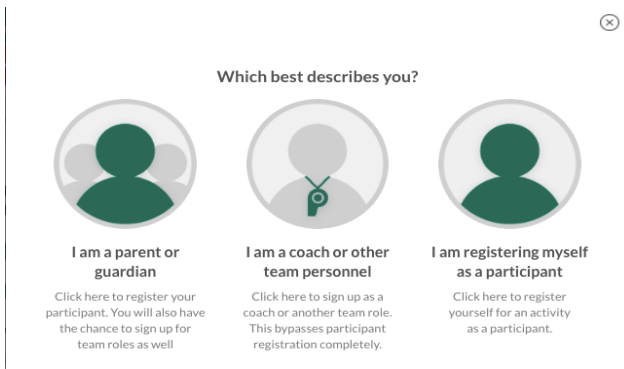 Which best describes you?
I am a parent or
guardian
Click here to register your
participant. You will also have
the chance to sign up for
team roles as well
I am a coach or other
team personnel
Click here to sign up as a
coach or another team role.
This bypasses participant
registration completely.
I am registering myself
as a participant
Click here to register
yourself for an activity
as a participant.